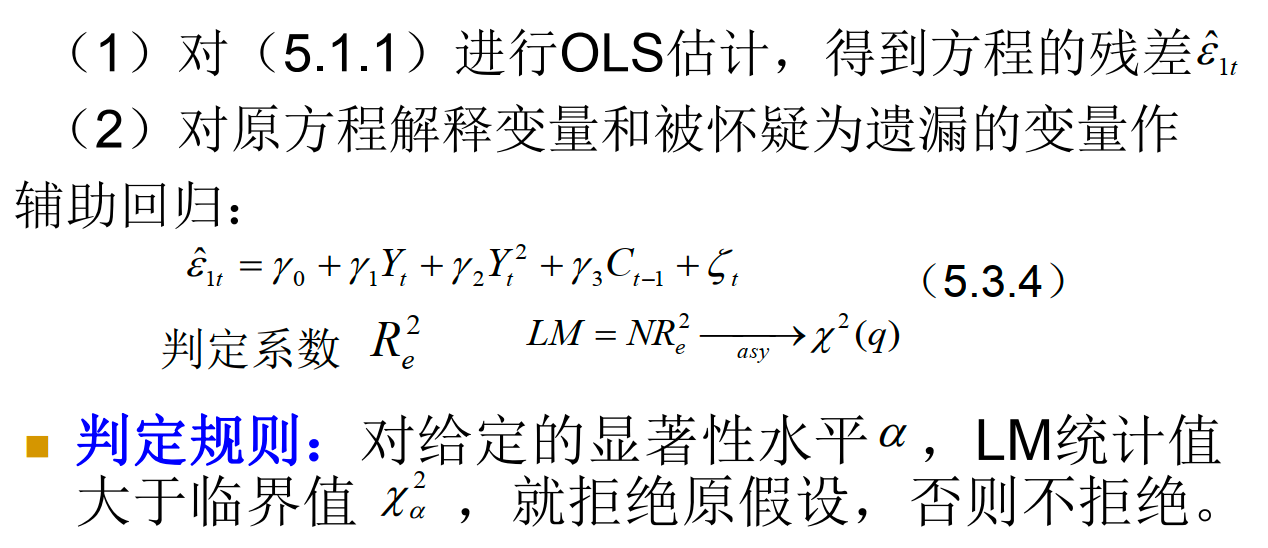 （1）对（5.1.1）进行OLS估计，得到方程的残差 $\hat{\varepsilon}_{1t}$
（2）对原方程解释变量和被怀疑为遗漏的变量作
辅助回归：
$\hat{\varepsilon}_{1t} = \gamma_0 + \gamma_1 Y_t + \gamma_2 Y_t^2 + \gamma_3 C_{t-1} + \zeta_t$ （5.3.4）
判定系数 $R_e^2$ $LM = NR_e^2 \xrightarrow[asy]{} \chi^2(q)$
■ 判定规则：对给定的显著性水平 $\alpha$ ，LM统计值
大于临界值 $\chi_\alpha^2$ ，就拒绝原假设，否则不拒绝。